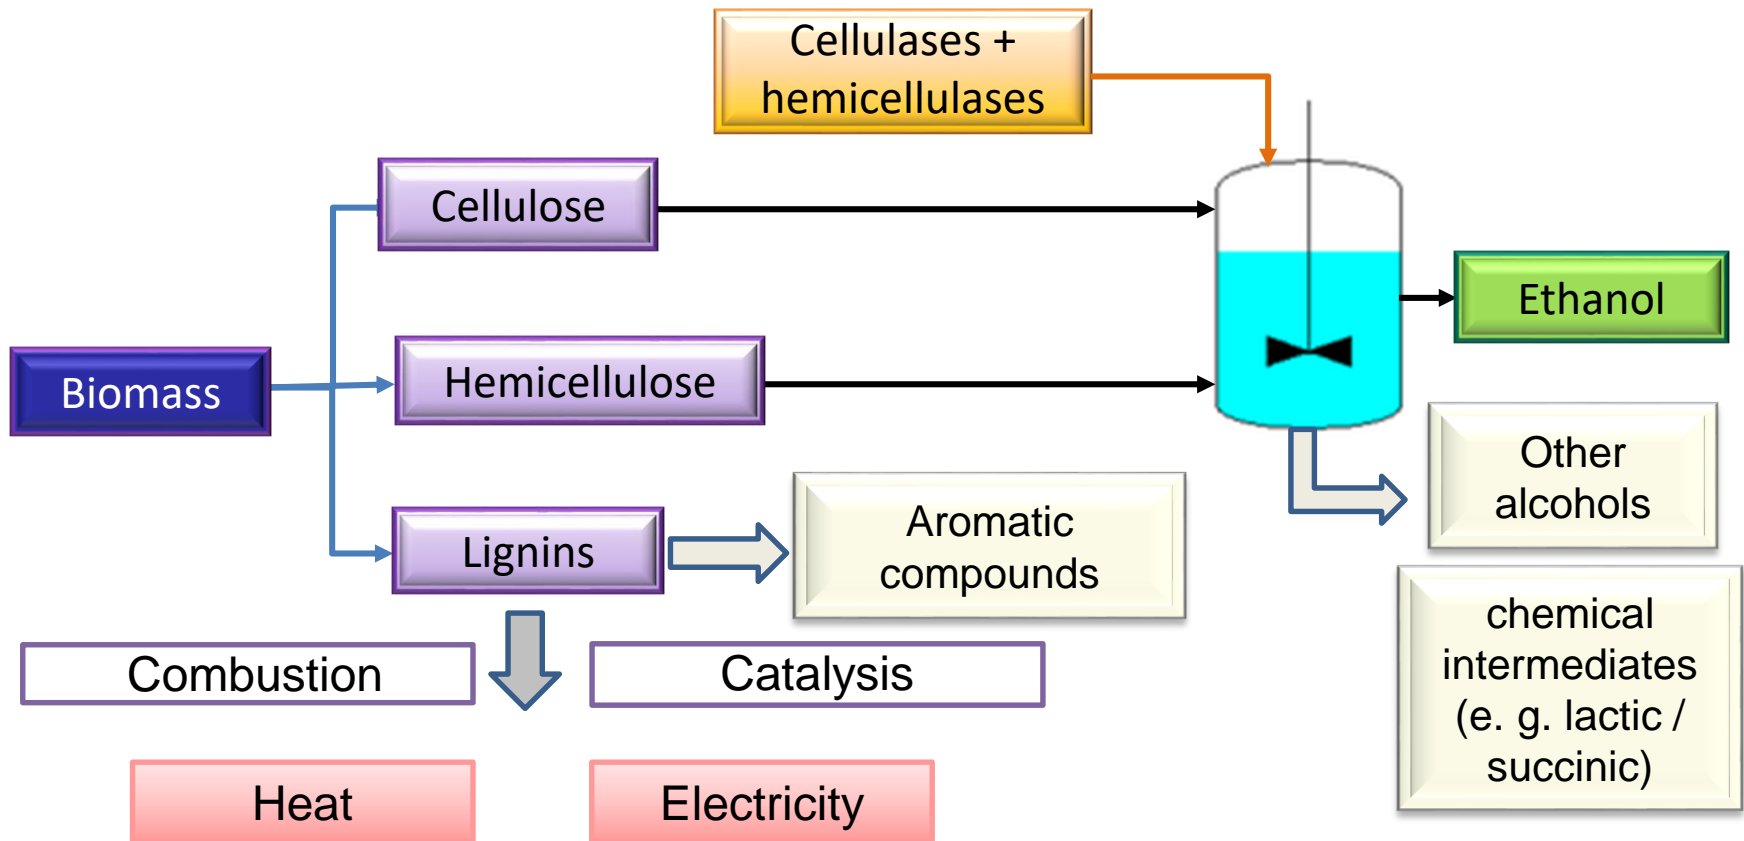 Cellulases +
hemicellulases
Cellulose
Ethanol
Biomass
Hemicellulose
Other
alcohols
Lignins
Aromatic
compounds
chemical
intermediates
(e. g. lactic /
succinic)
Combustion
Catalysis
Heat
Electricity